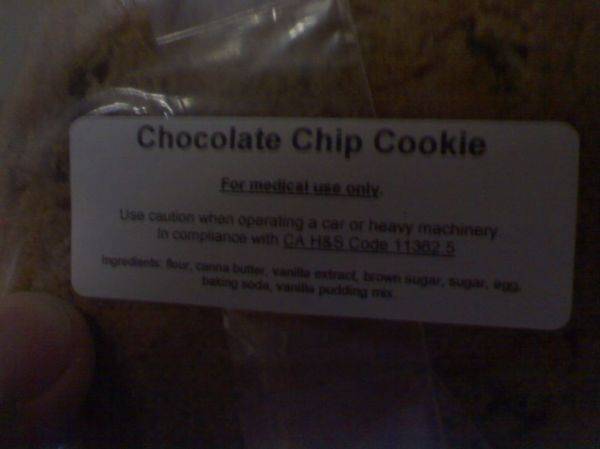 Chocolate Chip Cookie
For medical use only.
Use caution when operating a car or heavy machinery
In compliance with CA H&S Code 11362.5
Ingredients: flour, canna butter, vanilla extract, brown sugar, sugar, egg,
baking soda, vanilla pudding mix